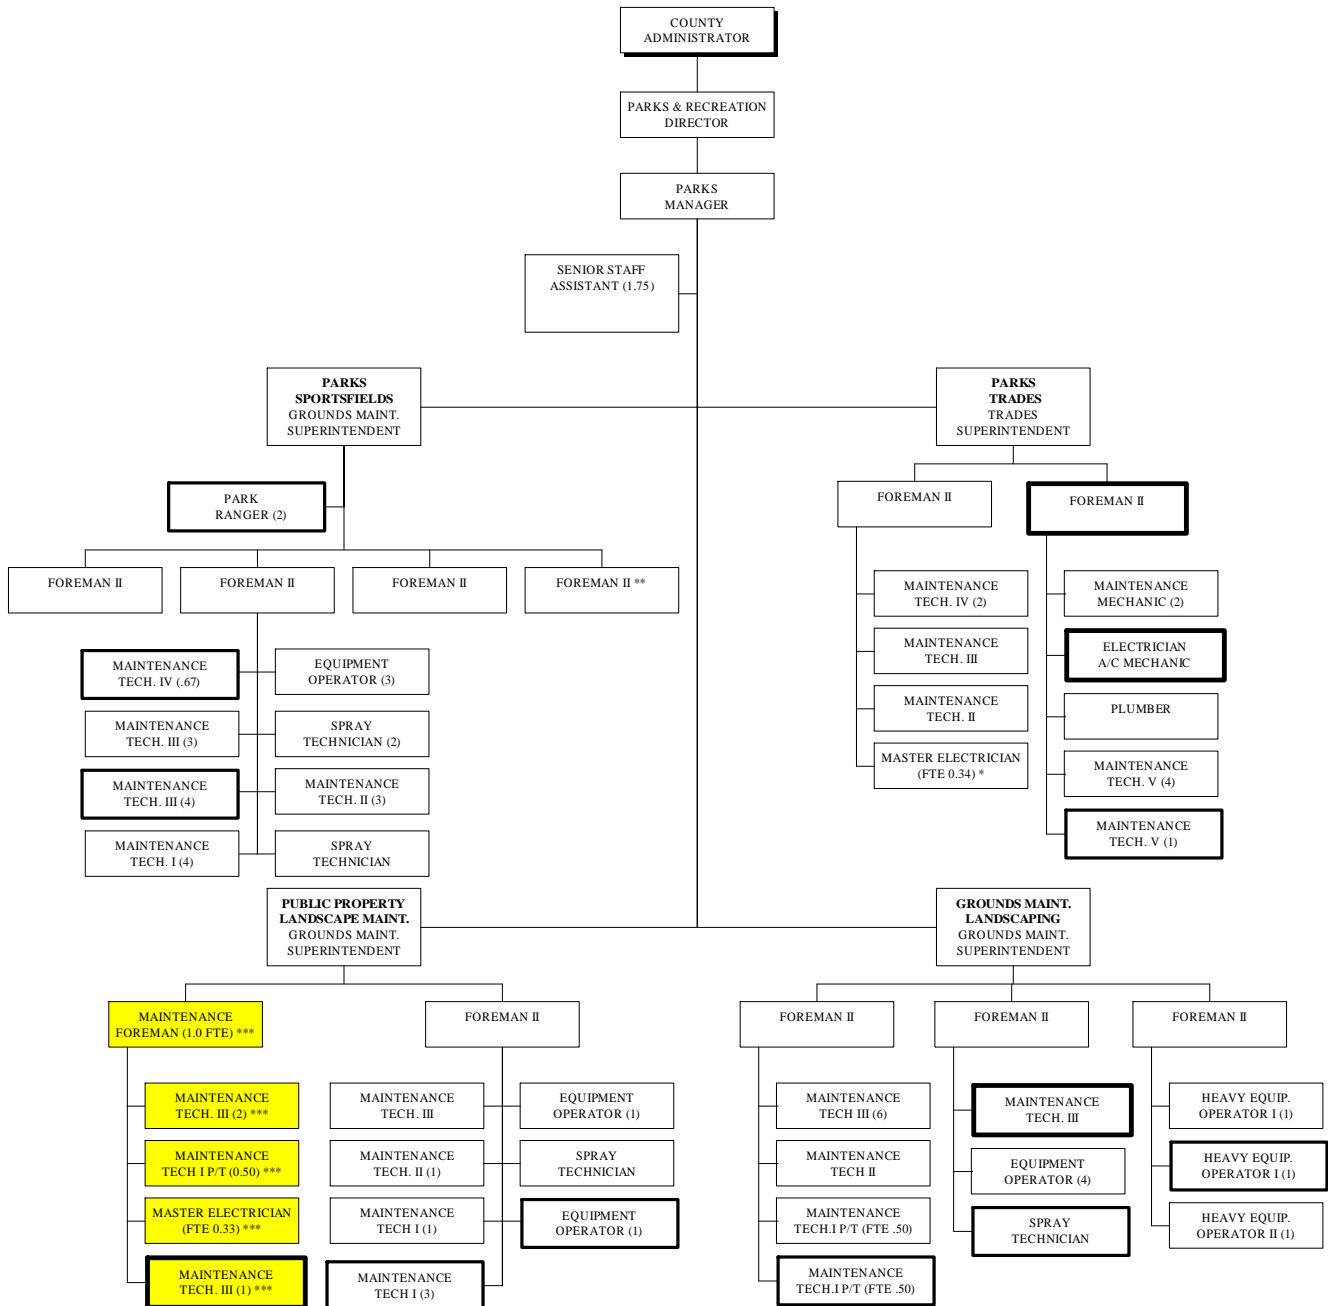 COUNTY
ADMINISTRATOR
PARKS & RECREATION
DIRECTOR
PARKS
MANAGER
SENIOR STAFF
ASSISTANT (1.75)
PARKS
SPORTSFIELDS
GROUNDS MAINT.
SUPERINTENDENT
PARKS
TRADES
TRADES
SUPERINTENDENT
PARK
RANGER (2)
FOREMAN II
FOREMAN II
FOREMAN II
FOREMAN II **
MAINTENANCE
TECH. IV (.67)
EQUIPMENT
OPERATOR (3)
MAINTENANCE
TECH. III (3)
SPRAY
TECHNICIAN (2)
MAINTENANCE
TECH. III (4)
MAINTENANCE
TECH. II (3)
MAINTENANCE
TECH. I (4)
SPRAY
TECHNICIAN
FOREMAN II
FOREMAN II
MAINTENANCE
TECH. IV (2)
MAINTENANCE
TECH. III
MAINTENANCE
TECH. II
MASTER ELECTRICIAN
(FTE 0.34) *
MAINTENANCE
MECHANIC (2)
ELECTRICIAN
A/C MECHANIC
PLUMBER
MAINTENANCE
TECH. V (4)
MAINTENANCE
TECH. V (1)
PUBLIC PROPERTY
LANDSCAPE MAINT.
GROUNDS MAINT.
SUPERINTENDENT
GROUNDS MAINT.
LANDSCAPING
GROUNDS MAINT.
SUPERINTENDENT
MAINTENANCE
FOREMAN (1.0 FTE) ***
FOREMAN II
MAINTENANCE
TECH. III (2) ***
MAINTENANCE
TECH I P/T (0.50) ***
MASTER ELECTRICIAN
(FTE 0.33) ***
MAINTENANCE
TECH. III (1) ***
MAINTENANCE
TECH. III
EQUIPMENT
OPERATOR (1)
MAINTENANCE
TECH. II (1)
SPRAY
TECHNICIAN
MAINTENANCE
TECH I (1)
EQUIPMENT
OPERATOR (1)
MAINTENANCE
TECH I (3)
FOREMAN II
FOREMAN II
FOREMAN II
MAINTENANCE
TECH III (6)
MAINTENANCE
TECH II
MAINTENANCE
TECH.I P/T (FTE .50)
MAINTENANCE
TECH.I P/T (FTE .50)
MAINTENANCE
TECH. III
EQUIPMENT
OPERATOR (4)
SPRAY
TECHNICIAN
HEAVY EQUIP.
OPERATOR I (1)
HEAVY EQUIP.
OPERATOR I (1)
HEAVY EQUIP.
OPERATOR II (1)